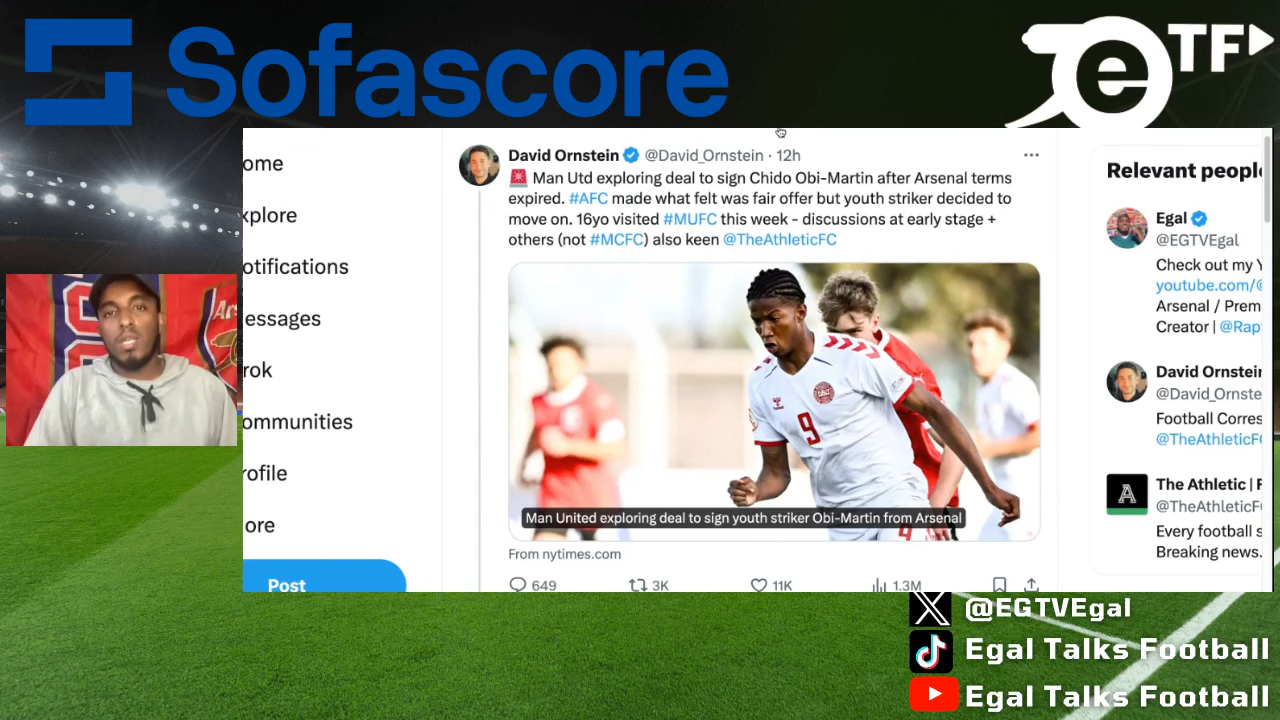 Sofascore
eTF
ome
xplore
otifications
essages
rok
ommunities
rofile
ore
Post
David Ornstein @David_Ornstein · 12h
🚨 Man Utd exploring deal to sign Chido Obi-Martin after Arsenal terms
expired. #AFC made what felt was fair offer but youth striker decided to
move on. 16yo visited #MUFC this week - discussions at early stage +
others (not #MCFC) also keen @TheAthleticFC
9
Man United exploring deal to sign youth striker Obi-Martin from Arsenal
From nytimes.com
649 3K 11K 1.3M
Relevant people
Egal
@EGTVEgal
Check out my Y
youtube.com/@
Arsenal / Prem
Creator | @Rap
David Ornstein
@David_Ornste
Football Corres
@TheAthleticF
The Athletic | F
@TheAthleticF
Every football s
Breaking news.
Ars
@EGTVEgal
Egal Talks Football
Egal Talks Football